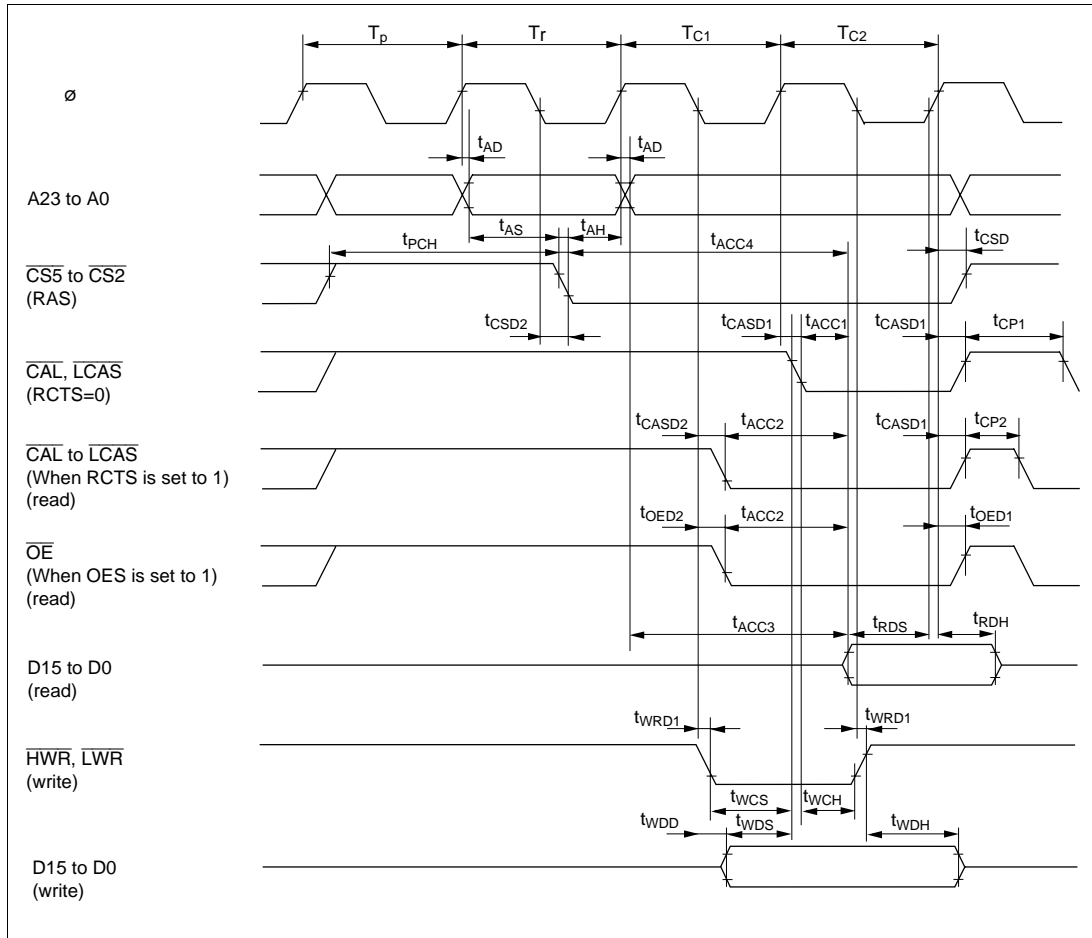 Tp Tr TC1 TC2
ø
tAD tAD
A23 to A0
tAS tAH
tPCH tACC4 tCSD
CS5 to CS2
(RAS)
tCSD2 tCASD1 tACC1 tCASD1 tCP1
CAL, LCAS
(RCTS=0)
tCASD2 tACC2 tCASD1 tCP2
CAL to LCAS
(When RCTS is set to 1)
(read)
tOED2 tACC2 tOED1
OE
(When OES is set to 1)
(read)
tACC3 tRDS tRDH
D15 to D0
(read)
tWRD1 tWRD1
HWR, LWR
(write)
tWCS tWCH
tWDD tWDS tWDH
D15 to D0
(write)